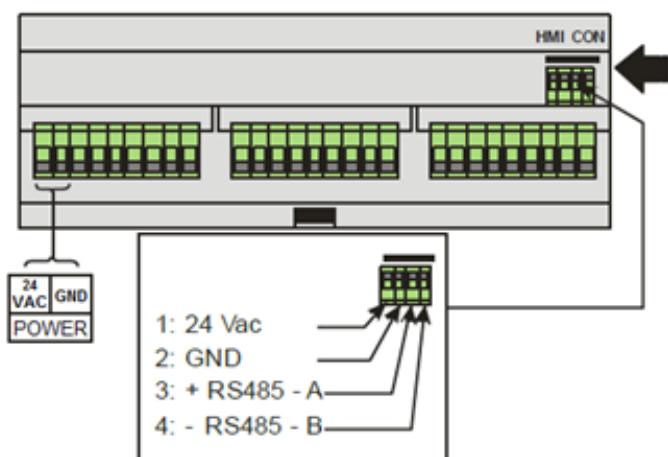 HMI CON
24 VAC GND
POWER
1: 24 Vac
2: GND
3: + RS485 - A
4: - RS485 - B